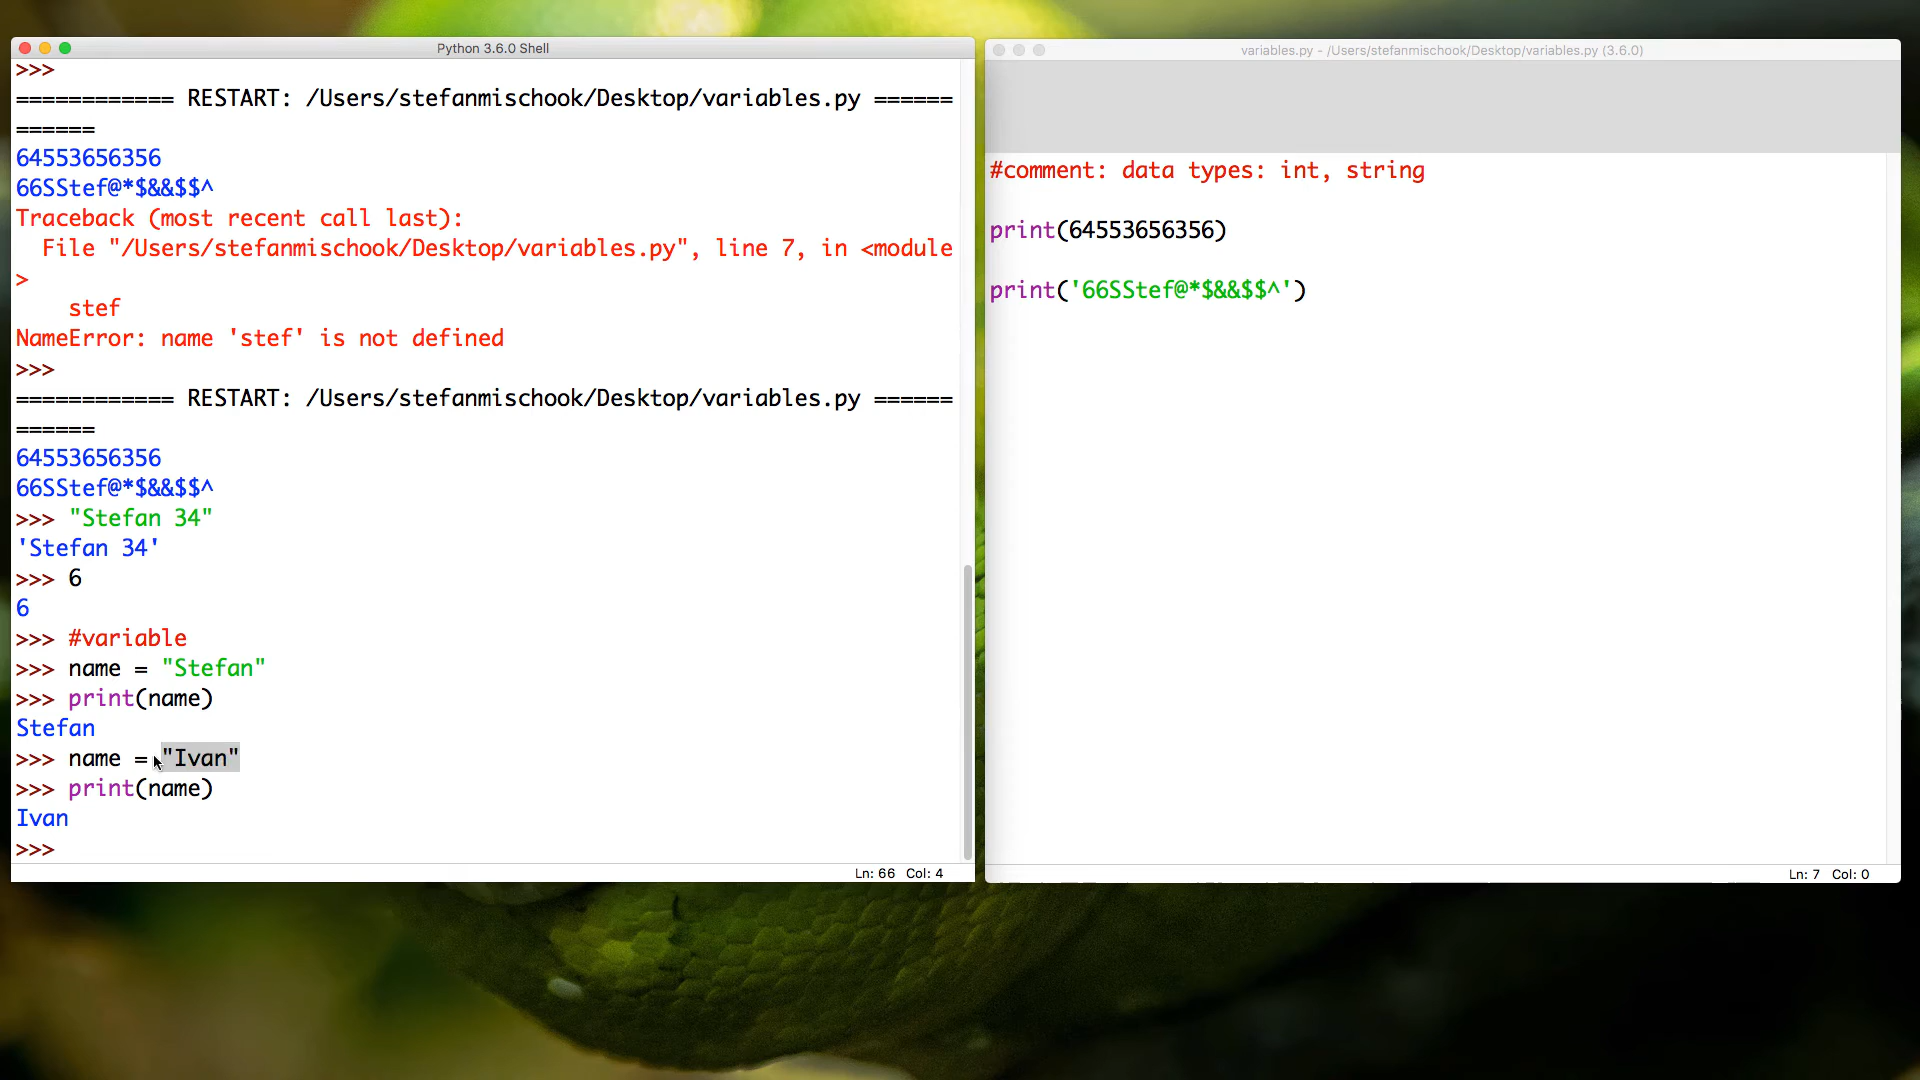 Python 3.6.0 Shell
>>>
============ RESTART: /Users/stefanmischook/Desktop/variables.py ======
======
64553656356
66SStef@*$&&$$^
Traceback (most recent call last):
  File "/Users/stefanmischook/Desktop/variables.py", line 7, in <module
>
    stef
NameError: name 'stef' is not defined
>>>
============ RESTART: /Users/stefanmischook/Desktop/variables.py ======
======
64553656356
66SStef@*$&&$$^
>>> "Stefan 34"
'Stefan 34'
>>> 6
6
>>> #variable
>>> name = "Stefan"
>>> print(name)
Stefan
>>> name = "Ivan"
>>> print(name)
Ivan
>>>
Ln: 66 Col: 4
variables.py - /Users/stefanmischook/Desktop/variables.py (3.6.0)
#comment: data types: int, string
print(64553656356)
print('66SStef@*$&&$$^')
Ln: 7 Col: 0